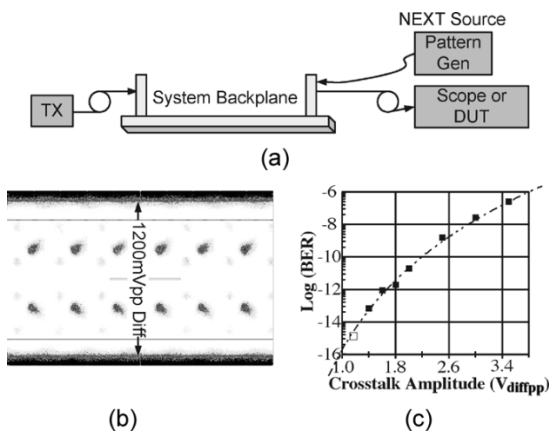 NEXT Source
Pattern
Gen
TX
System Backplane
Scope or
DUT
(a)
1200mVpp Diff
(b)
Log (BER)
-6
-8
-10
-12
-14
-16
1.0
1.8
2.6
3.4
Crosstalk Amplitude (Vdiffpp)
(c)